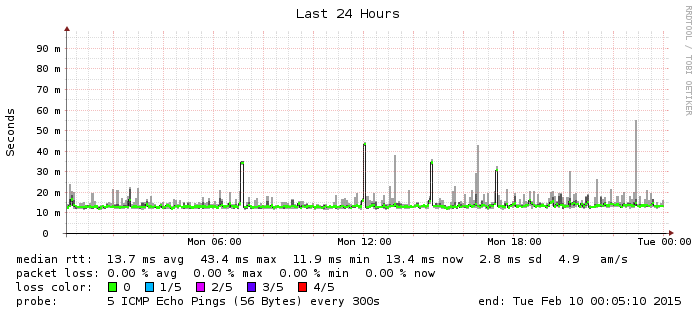 Last 24 Hours
RRDTOOL / TOBI OETIKER
Seconds
90 m
80 m
70 m
60 m
50 m
40 m
30 m
20 m
10 m
0
Mon 06:00 Mon 12:00 Mon 18:00 Tue 00:00
median rtt: 13.7 ms avg 43.4 ms max 11.9 ms min 13.4 ms now 2.8 ms sd 4.9 am/s
packet loss: 0.00 % avg 0.00 % max 0.00 % min 0.00 % now
loss color: 0 1/5 2/5 3/5 4/5
probe: 5 ICMP Echo Pings (56 Bytes) every 300s end: Tue Feb 10 00:05:10 2015